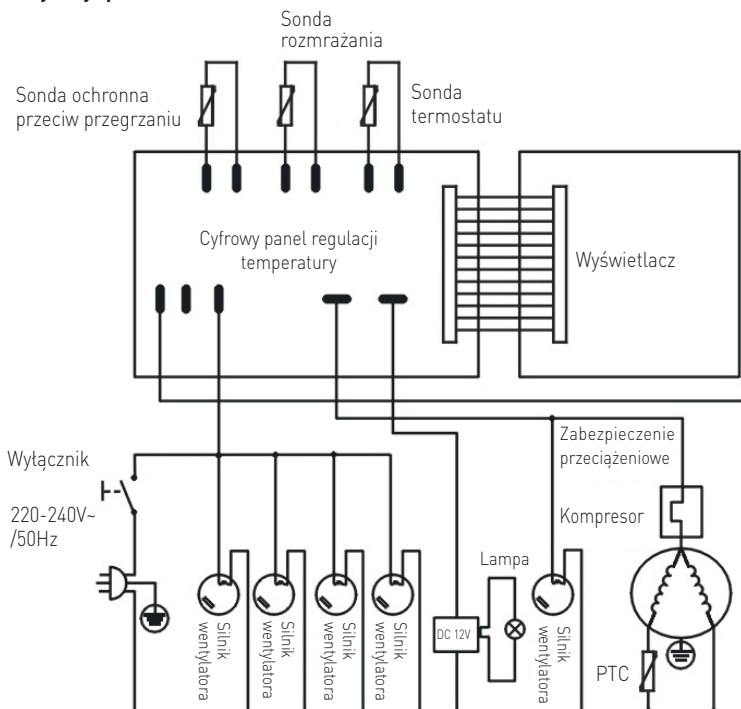 Sonda
rozmrażania
Sonda ochronna
przeciw przegrzaniu
Sonda
termostatu
Cyfrowy panel regulacji
temperatury
Wyświetlacz
Wyłącznik
220-240V~
/50Hz
Zabezpieczenie
przeciążeniowe
Kompresor
Lampa
DC 12V
Silnik
wentylatora
Silnik
wentylatora
Silnik
wentylatora
Silnik
wentylatora
Silnik
wentylatora
PTC